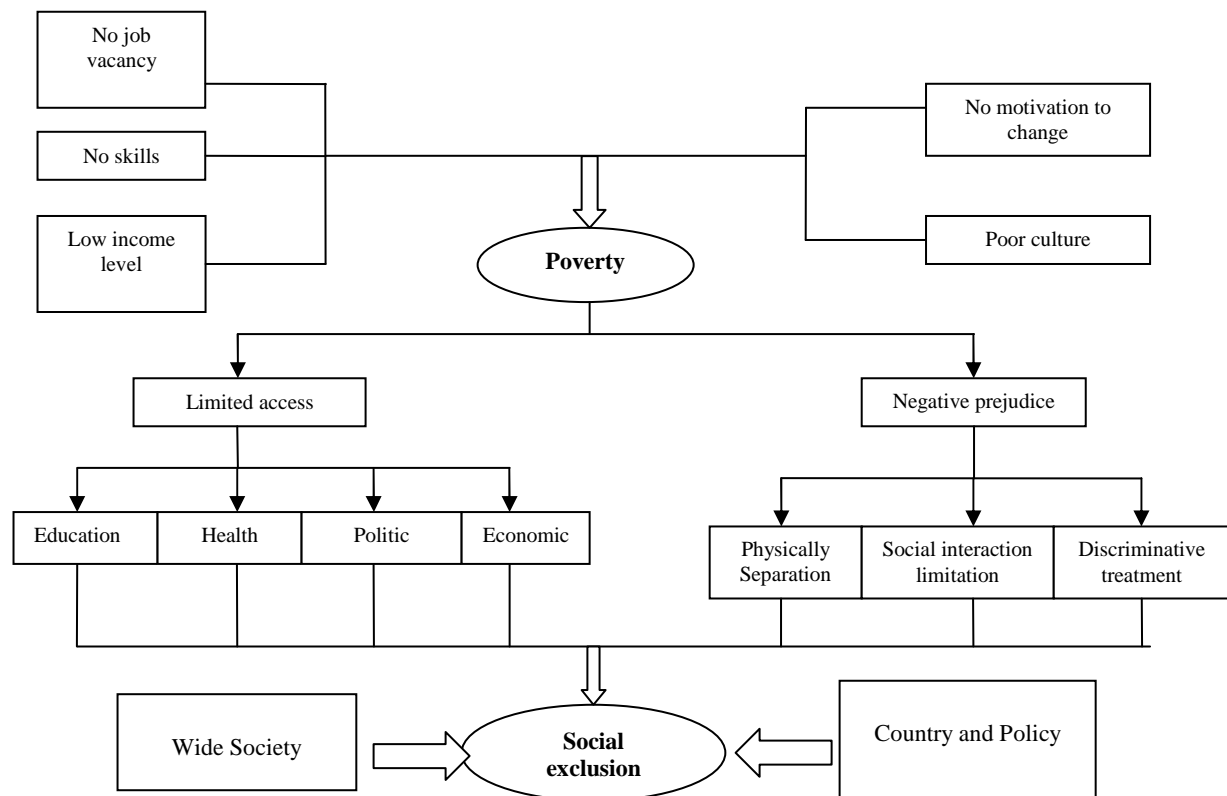 No job
vacancy
No motivation to
change
No skills
Low income
level
Poor culture
Poverty
Limited access
Negative prejudice
Education
Health
Politic
Economic
Physically
Separation
Social interaction
limitation
Discriminative
treatment
Wide Society
Social
exclusion
Country and Policy